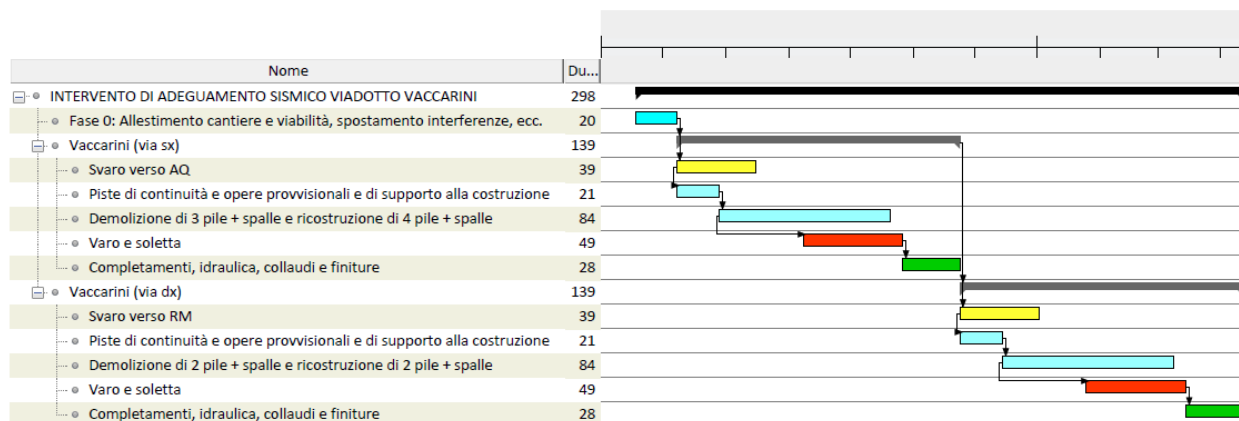 Nome Du...
INTERVENTO DI ADEGUAMENTO SISMICO VIADOTTO VACCARINI 298
Fase 0: Allestimento cantiere e viabilità, spostamento interferenze, ecc. 20
Vaccarini (via sx) 139
Svaro verso AQ 39
Piste di continuità e opere provvisionali e di supporto alla costruzione 21
Demolizione di 3 pile + spalle e ricostruzione di 4 pile + spalle 84
Varo e soletta 49
Completamenti, idraulica, collaudi e finiture 28
Vaccarini (via dx) 139
Svaro verso RM 39
Piste di continuità e opere provvisionali e di supporto alla costruzione 21
Demolizione di 2 pile + spalle e ricostruzione di 2 pile + spalle 84
Varo e soletta 49
Completamenti, idraulica, collaudi e finiture 28